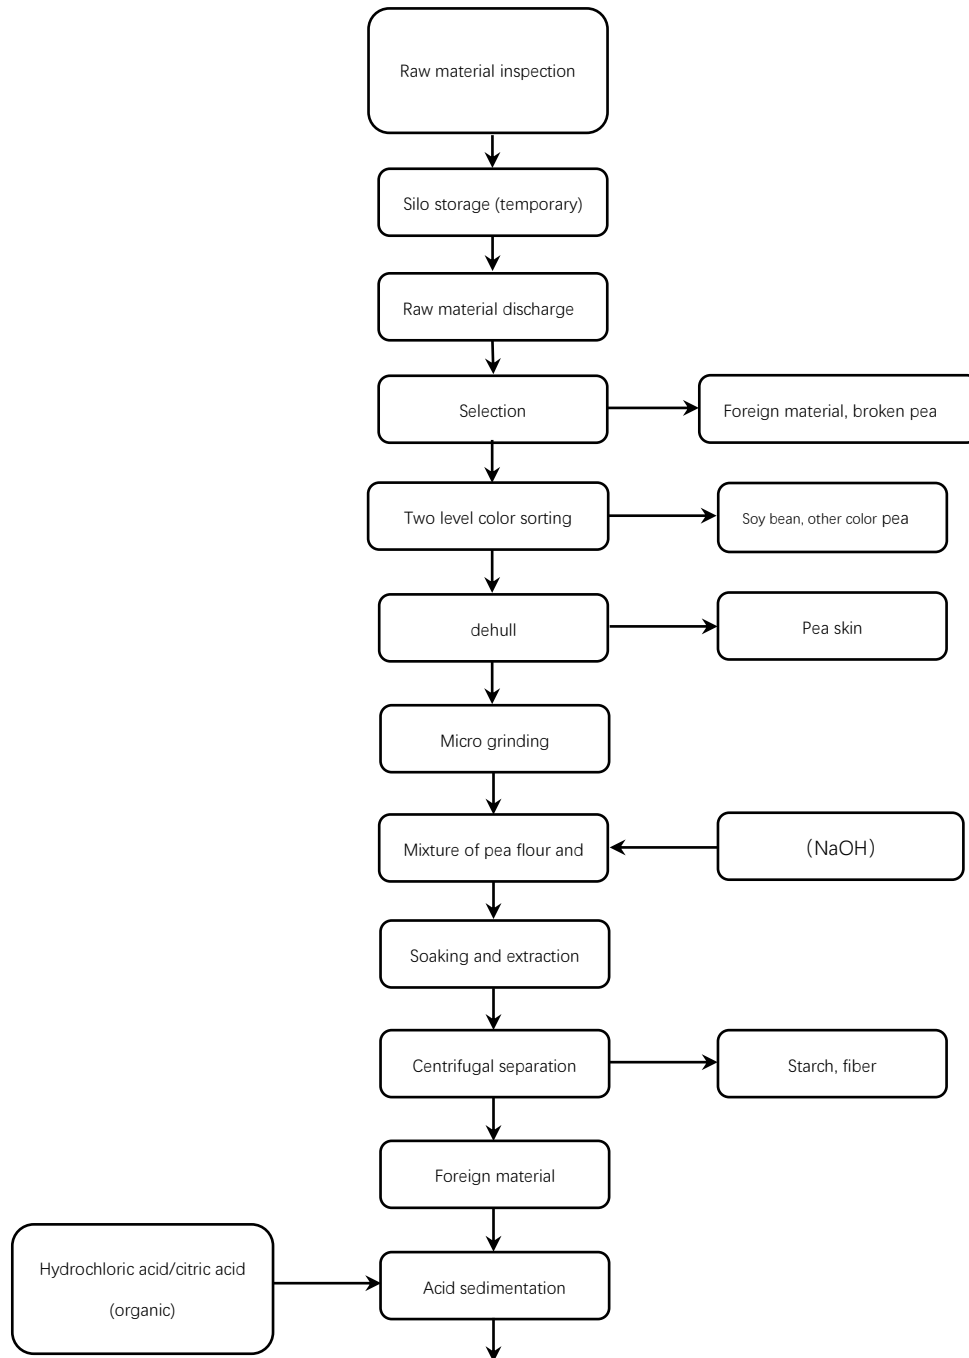 Raw material inspection
Silo storage (temporary)
Raw material discharge
Selection
Foreign material, broken pea
Two level color sorting
Soy bean, other color pea
dehull
Pea skin
Micro grinding
Mixture of pea flour and
(NaOH)
Soaking and extraction
Centrifugal separation
Starch, fiber
Foreign material
Hydrochloric acid/citric acid
(organic)
Acid sedimentation